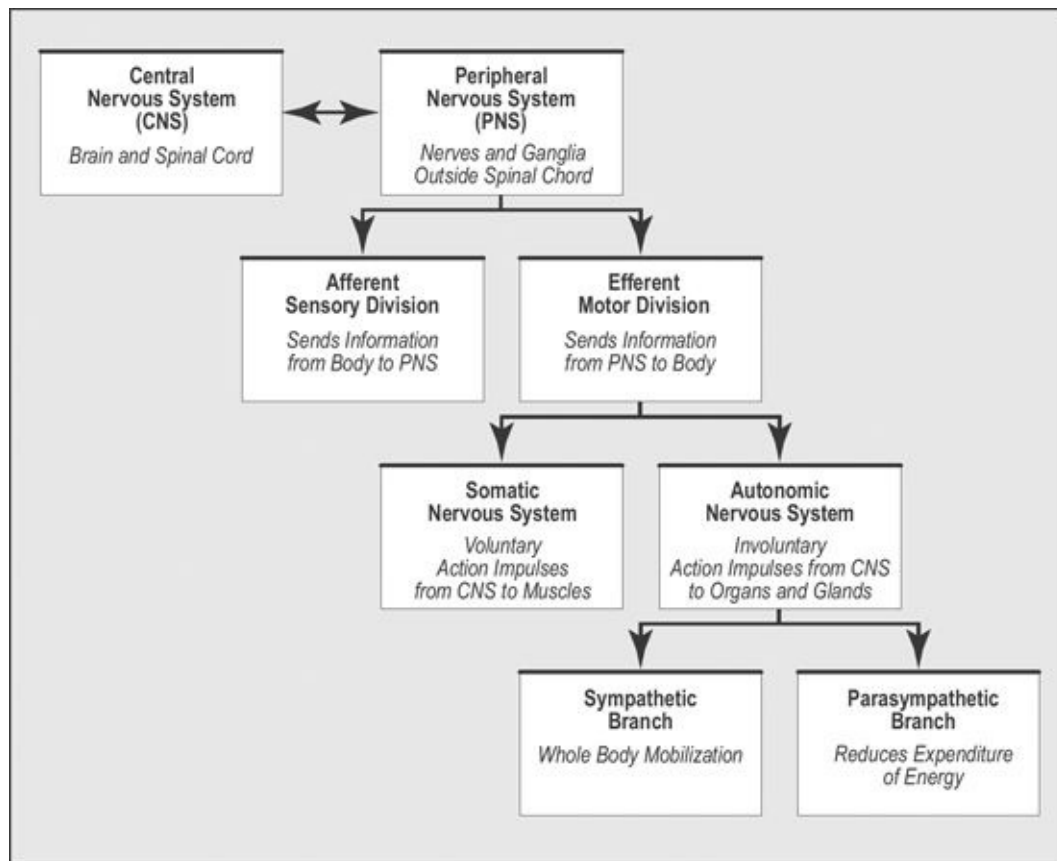 Central
Nervous System
(CNS)
Brain and Spinal Cord
Peripheral
Nervous System
(PNS)
Nerves and Ganglia
Outside Spinal Chord
Afferent
Sensory Division
Sends Information
from Body to PNS
Efferent
Motor Division
Sends Information
from PNS to Body
Somatic
Nervous System
Voluntary
Action Impulses
from CNS to Muscles
Autonomic
Nervous System
Involuntary
Action Impulses from CNS
to Organs and Glands
Sympathetic
Branch
Whole Body Mobilization
Parasympathetic
Branch
Reduces Expenditure
of Energy